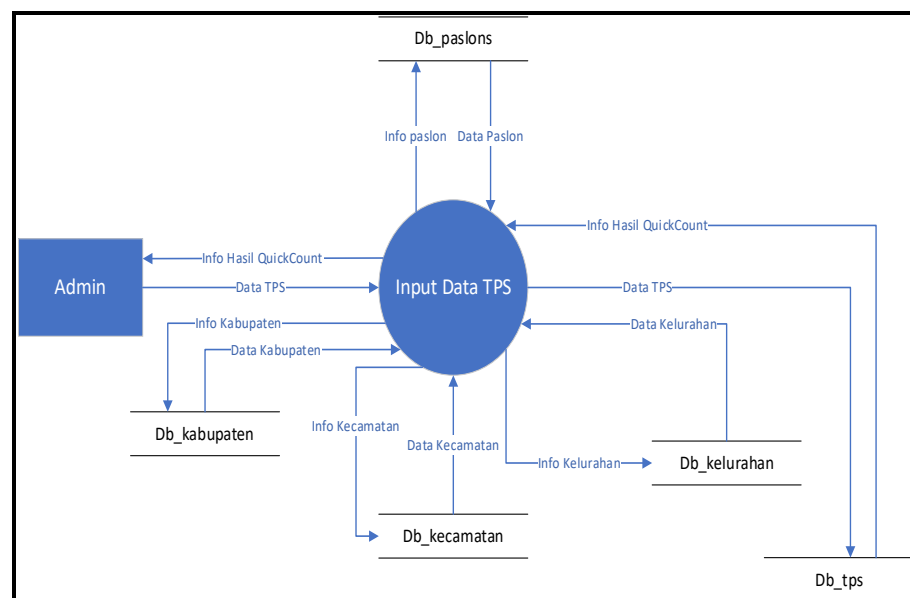 Db_paslons
Info paslon
Data Paslon
Info Hasil QuickCount
Info Hasil QuickCount
Admin
Data TPS
Input Data TPS
Data TPS
Info Kabupaten
Data Kelurahan
Data Kabupaten
Info Kecamatan
Db_kabupaten
Data Kecamatan
Info Kelurahan
Db_kelurahan
Db_kecamatan
Db_tps